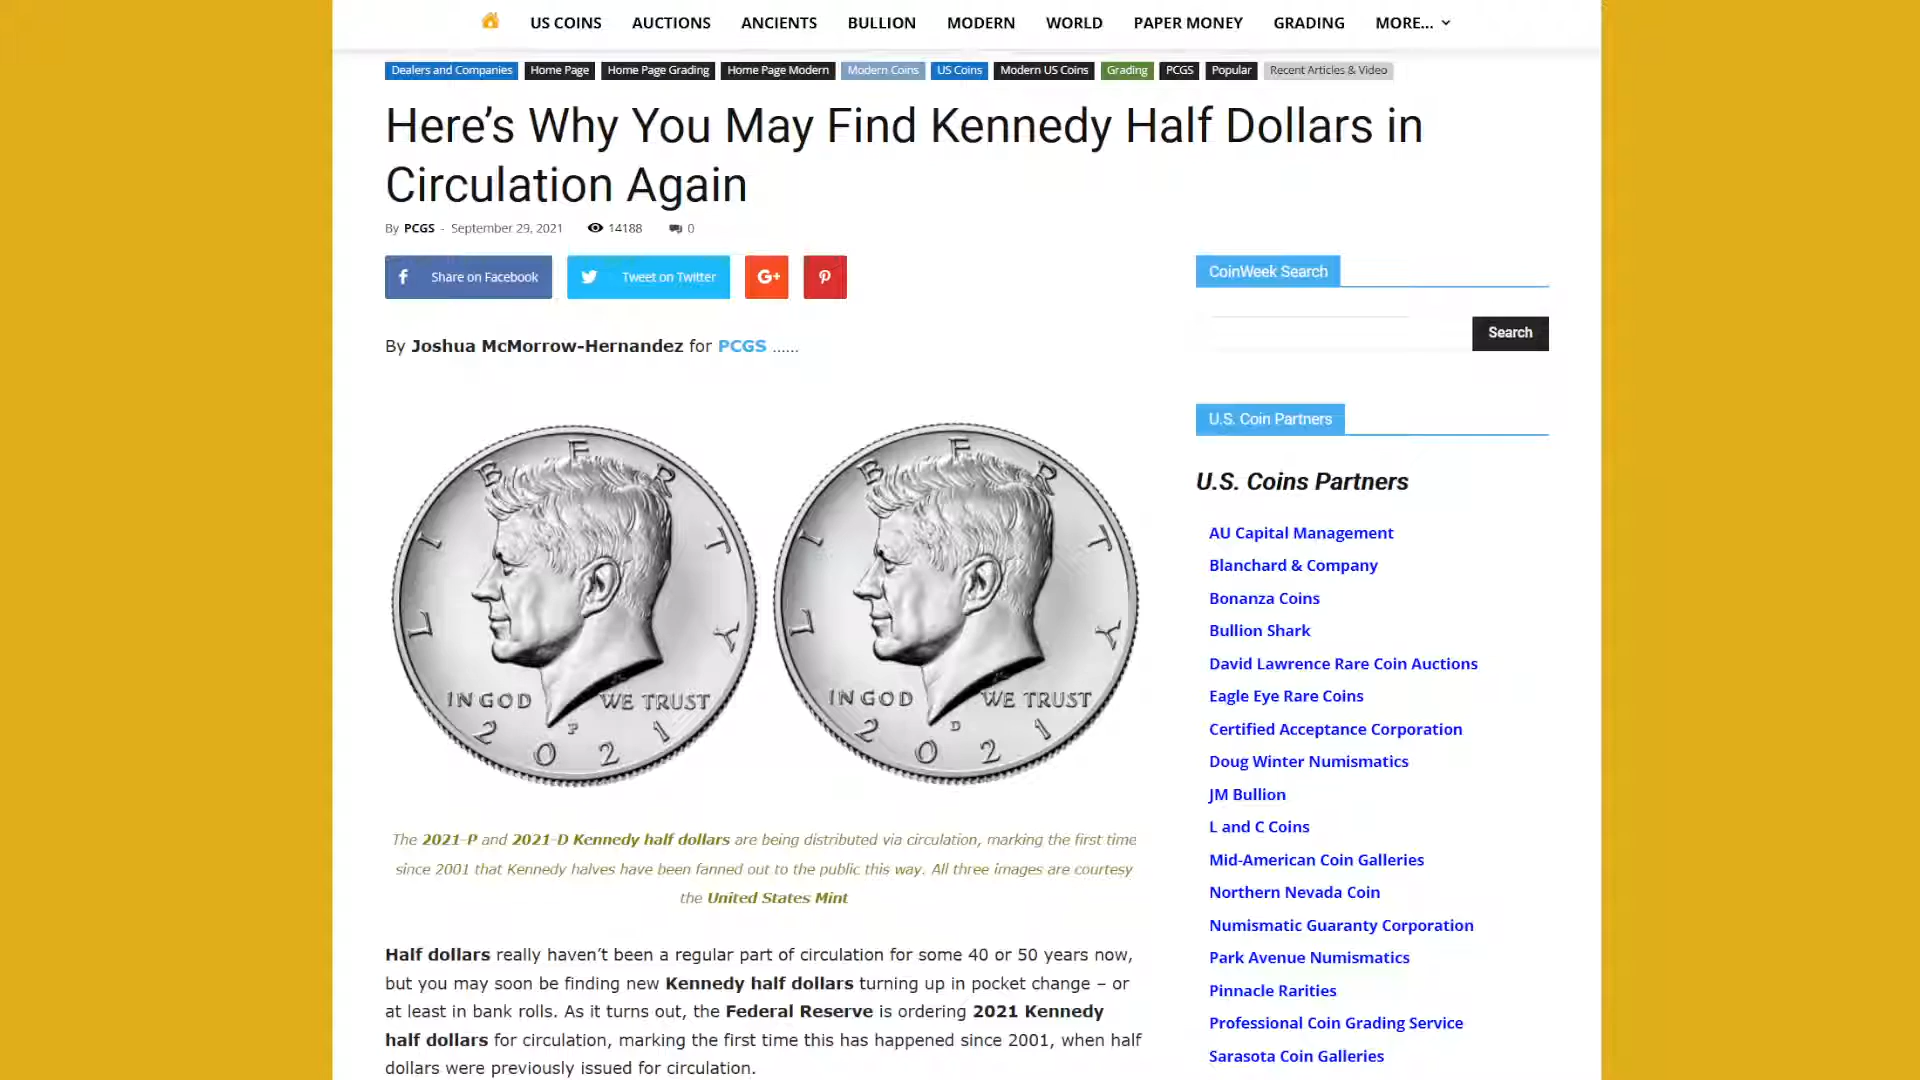 US COINS AUCTIONS ANCIENTS BULLION MODERN WORLD PAPER MONEY GRADING MORE...
Dealers and Companies Home Page Home Page Grading Home Page Modern Modern Coins US Coins Modern US Coins Grading PCGS Popular Recent Articles & Video
Here’s Why You May Find Kennedy Half Dollars in
Circulation Again
By PCGS - September 29, 2021 14188 0
Share on Facebook Tweet on Twitter G+
By Joshua McMorrow-Hernandez for PCGS ……
LIBERTY
IN GOD WE TRUST
P
2021
LIBERTY
IN GOD WE TRUST
D
2021
The 2021-P and 2021-D Kennedy half dollars are being distributed via circulation, marking the first time
since 2001 that Kennedy halves have been fanned out to the public this way. All three images are courtesy
the United States Mint
Half dollars really haven’t been a regular part of circulation for some 40 or 50 years now,
but you may soon be finding new Kennedy half dollars turning up in pocket change – or
at least in bank rolls. As it turns out, the Federal Reserve is ordering 2021 Kennedy
half dollars for circulation, marking the first time this has happened since 2001, when half
dollars were previously issued for circulation.
CoinWeek Search
Search
U.S. Coin Partners
U.S. Coins Partners
AU Capital Management
Blanchard & Company
Bonanza Coins
Bullion Shark
David Lawrence Rare Coin Auctions
Eagle Eye Rare Coins
Certified Acceptance Corporation
Doug Winter Numismatics
JM Bullion
L and C Coins
Mid-American Coin Galleries
Northern Nevada Coin
Numismatic Guaranty Corporation
Park Avenue Numismatics
Pinnacle Rarities
Professional Coin Grading Service
Sarasota Coin Galleries